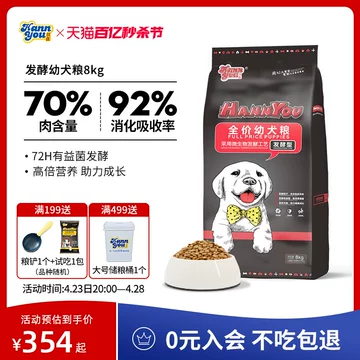 Hann You × 天猫百亿秒杀节
发酵幼犬粮8kg
70% 92%
肉含量 消化吸收率
· 72H有益菌发酵
· 高倍营养 助力成长
满199送 满499送
粮铲1个+试吃1包
(品种随机)
大号储粮桶1个
活动时间:4.23日20:00—4.28
HANNYOU
全价幼犬粮
FULL PRICE PUPPIES
采用微生物发酵工艺 发酵型
8kg
活动预估到手价
¥354起
0元入会 不吃包退